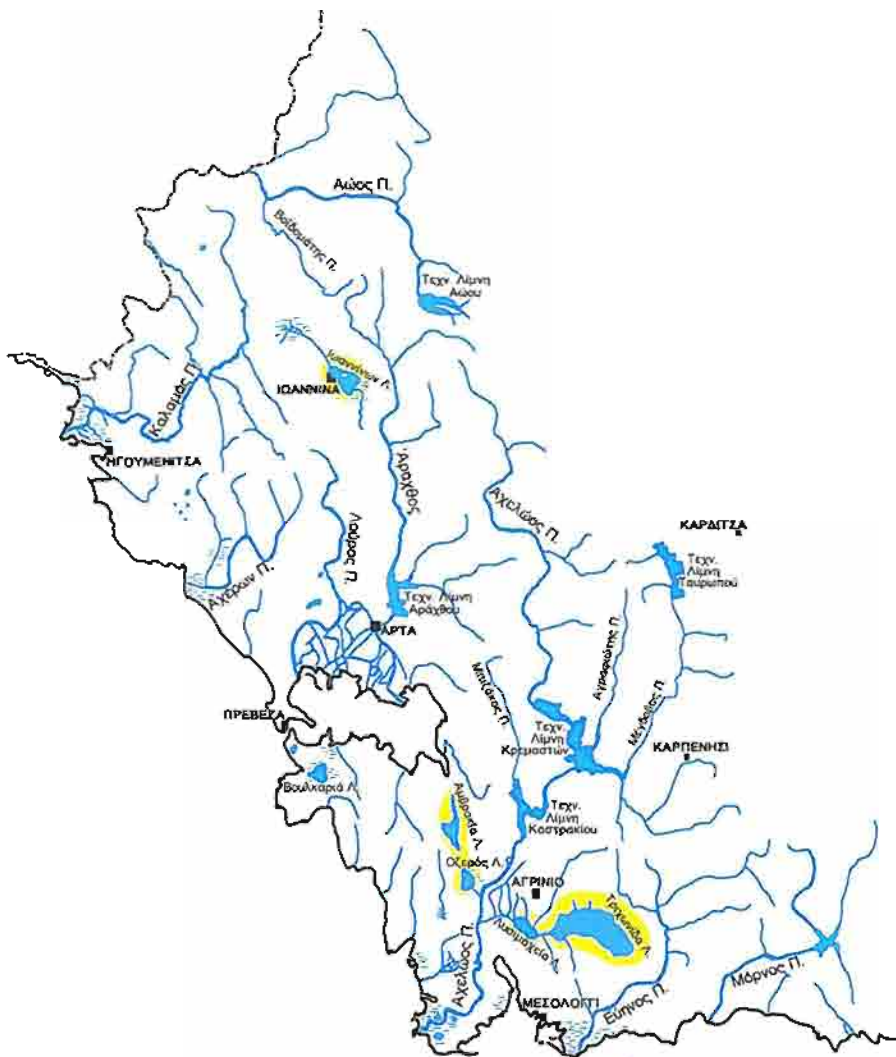 Αώος Π.
Βοϊδομάτης Π.
Τεχν. Λίμνη
Αώου
Ιωαννίνων Λ.
ΙΩΑΝΝΙΝΑ
Καλαμάς Π.
ΗΓΟΥΜΕΝΙΤΣΑ
Άραχθος
Αχελώος Π.
ΚΑΡΔΙΤΣΑ
Λούρος Π.
Τεχν.
Λίμνη
Ταυρωπού
Αχέρων Π.
Τεχν. Λίμνη
Αράχθου
ΑΡΤΑ
Αγραφιώτης Π.
Μέγδοβας Π.
ΠΡΕΒΕΖΑ
Τεχν.
Λίμνη
Κρεμαστών
ΚΑΡΠΕΝΗΣΙ
Βουλκαριά Λ.
Αμβρακία Λ.
Τεχν.
Λίμνη
Καστρακίου
Οζερός Λ.
ΑΓΡΙΝΙΟ
Τριχωνίδα Λ.
Λυσιμαχεία Λ.
Αχελώος Π.
Μόρνος Π.
Εύηνος Π.
ΜΕΣΟΛΟΓΓΙ